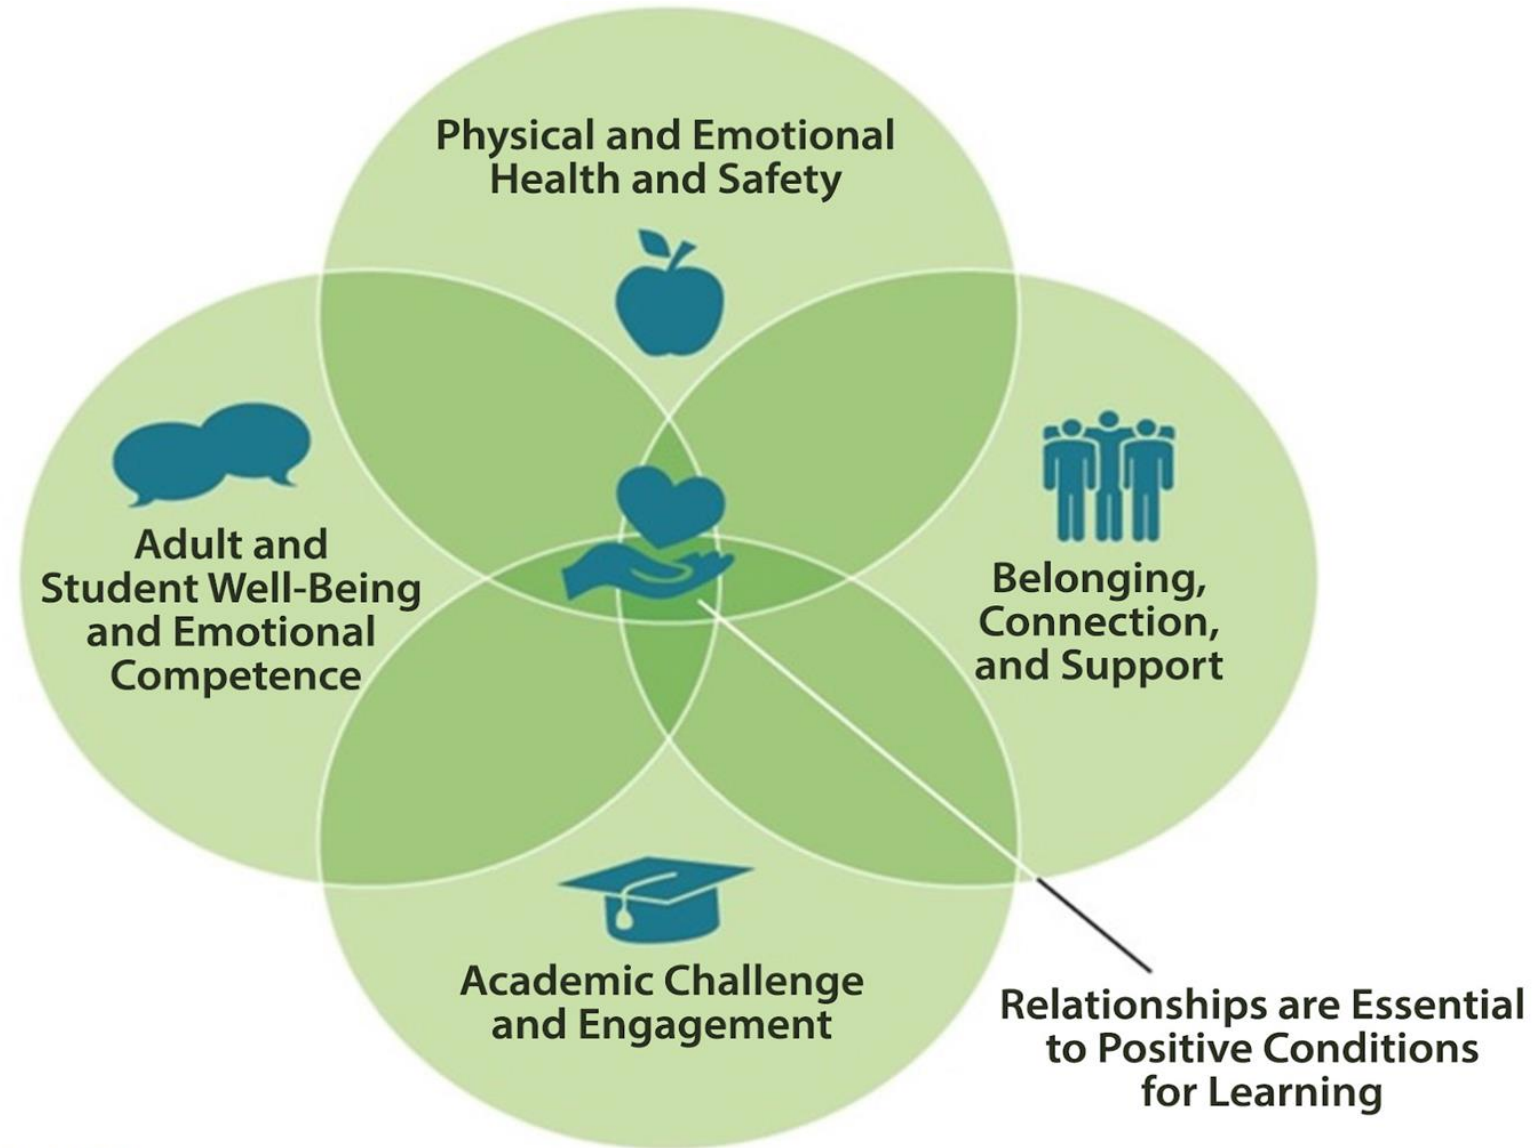 Physical and Emotional
Health and Safety
Adult and
Student Well-Being
and Emotional
Competence
Belonging,
Connection,
and Support
Academic Challenge
and Engagement
Relationships are Essential
to Positive Conditions
for Learning